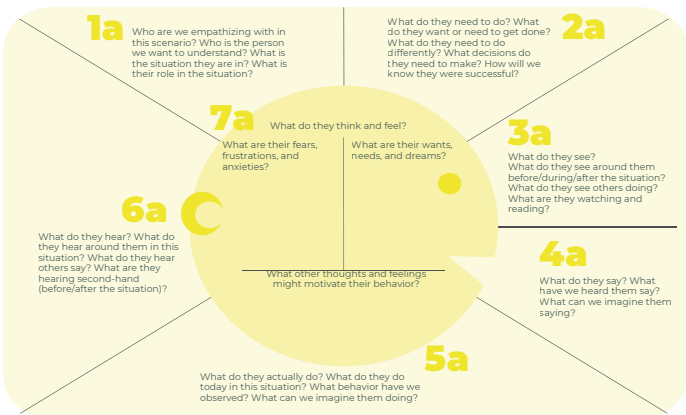 1a
Who are we empathizing with in
this scenario? Who is the person
we want to understand? What is
the situation they are in? What is
their role in the situation?
What do they need to do? What
do they want or need to get done?
What do they need to do
differently? What decisions do
they need to make? How will we
know they were successful?
2a
3a
What do they see?
What do they see around them
before/during/after the situation?
What do they see others doing?
What are they watching and
reading?
4a
What do they say? What
have we heard them say?
What can we imagine them
saying?
5a
What do they actually do? What do they do
today in this situation? What behavior have we
observed? What can we imagine them doing?
6a
What do they hear? What do
they hear around them in this
situation? What do they hear
others say? What are they
hearing second-hand
(before/after the situation)?
7a
What do they think and feel?
What are their fears,
frustrations, and
anxieties?
What are their wants,
needs, and dreams?
What other thoughts and feelings
might motivate their behavior?